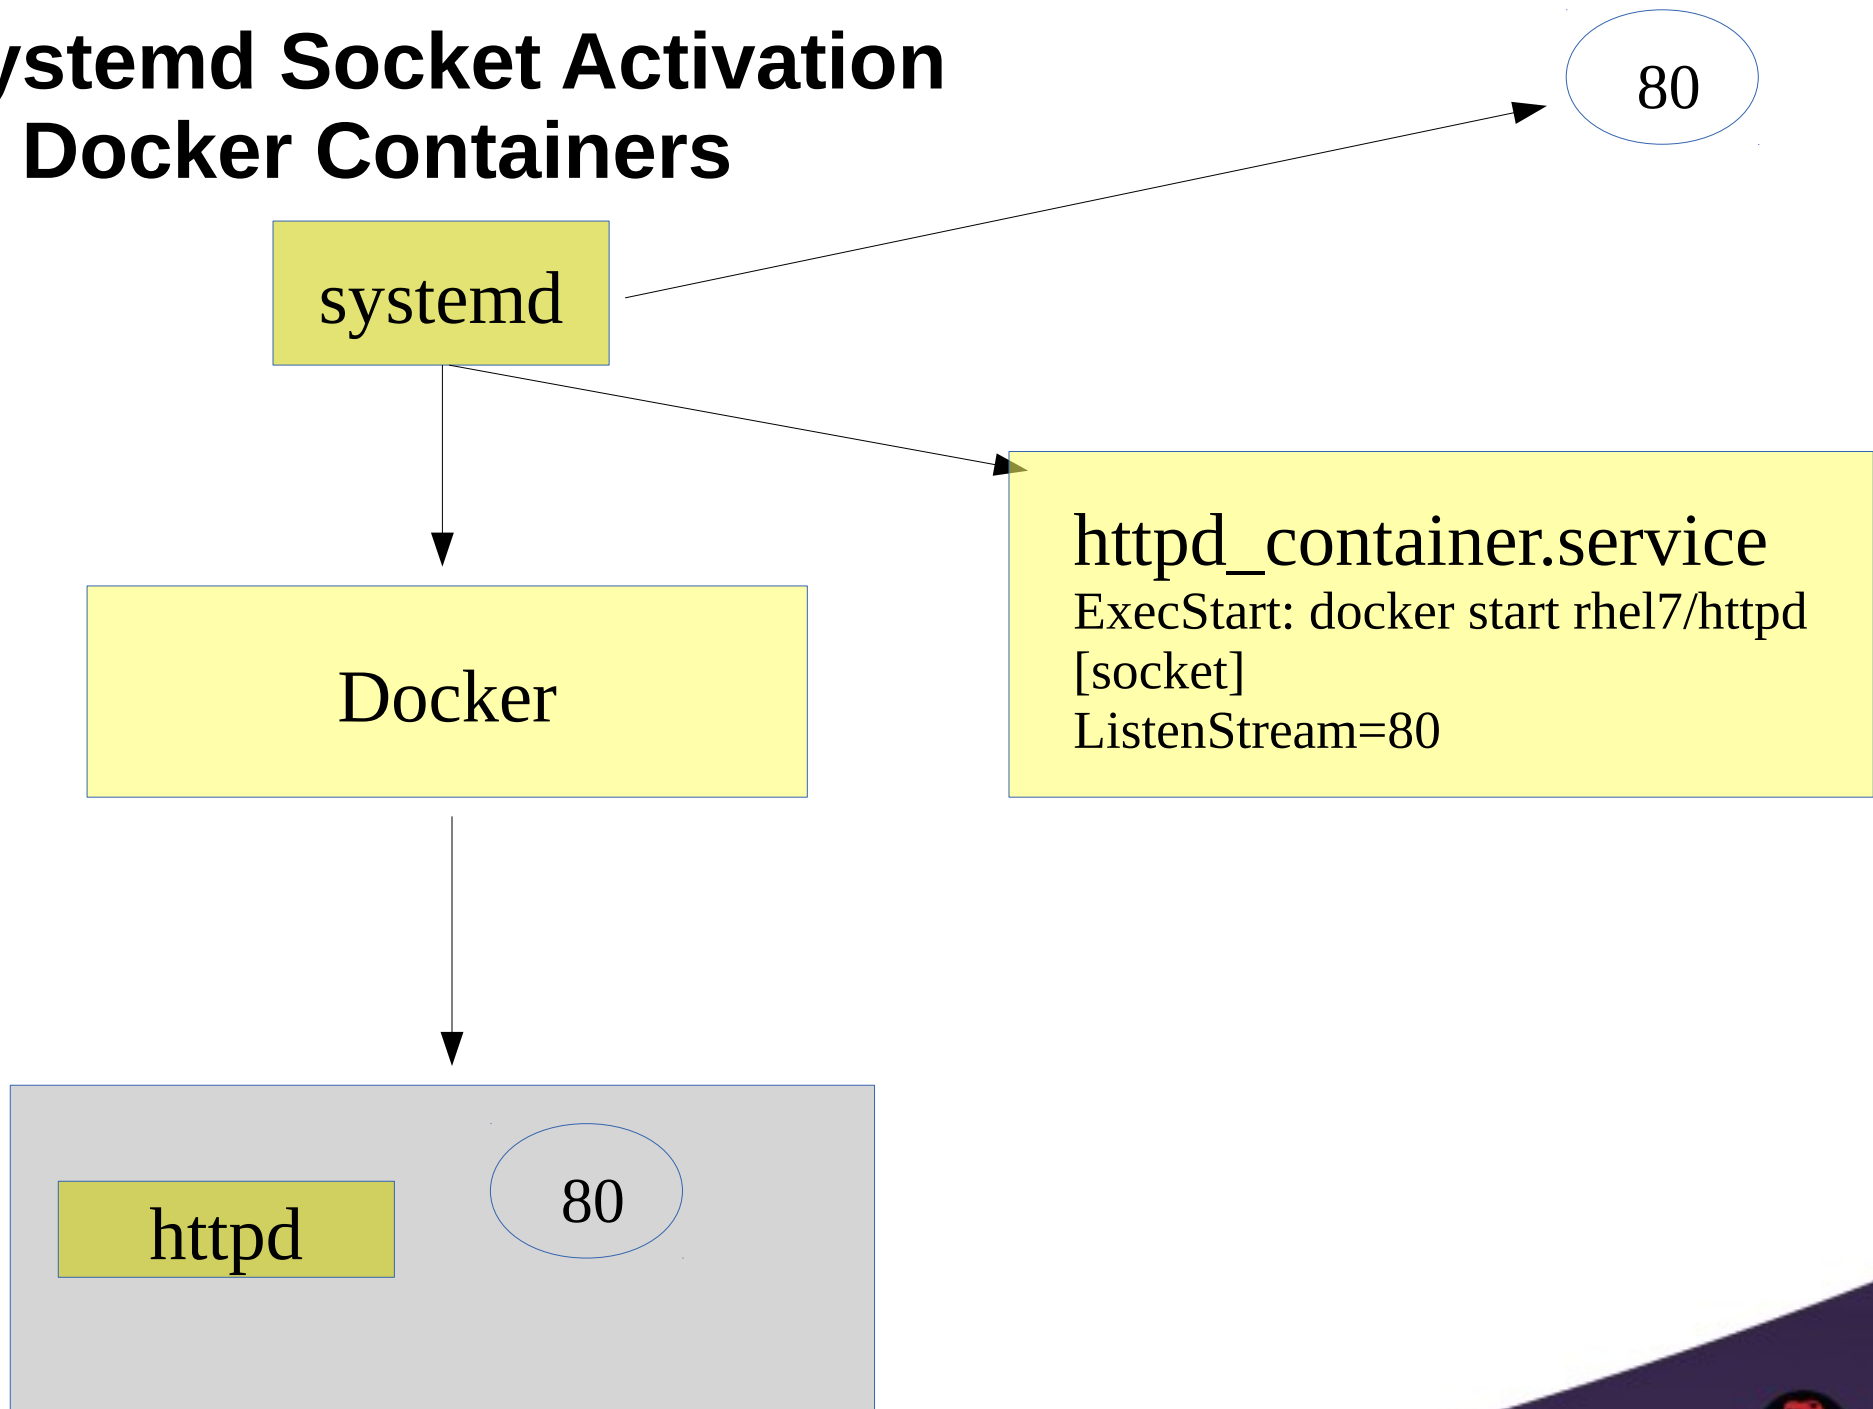 ystemd Socket Activation
Docker Containers
80
systemd
httpd_container.service
ExecStart: docker start rhel7/httpd
[socket]
ListenStream=80
Docker
httpd
80